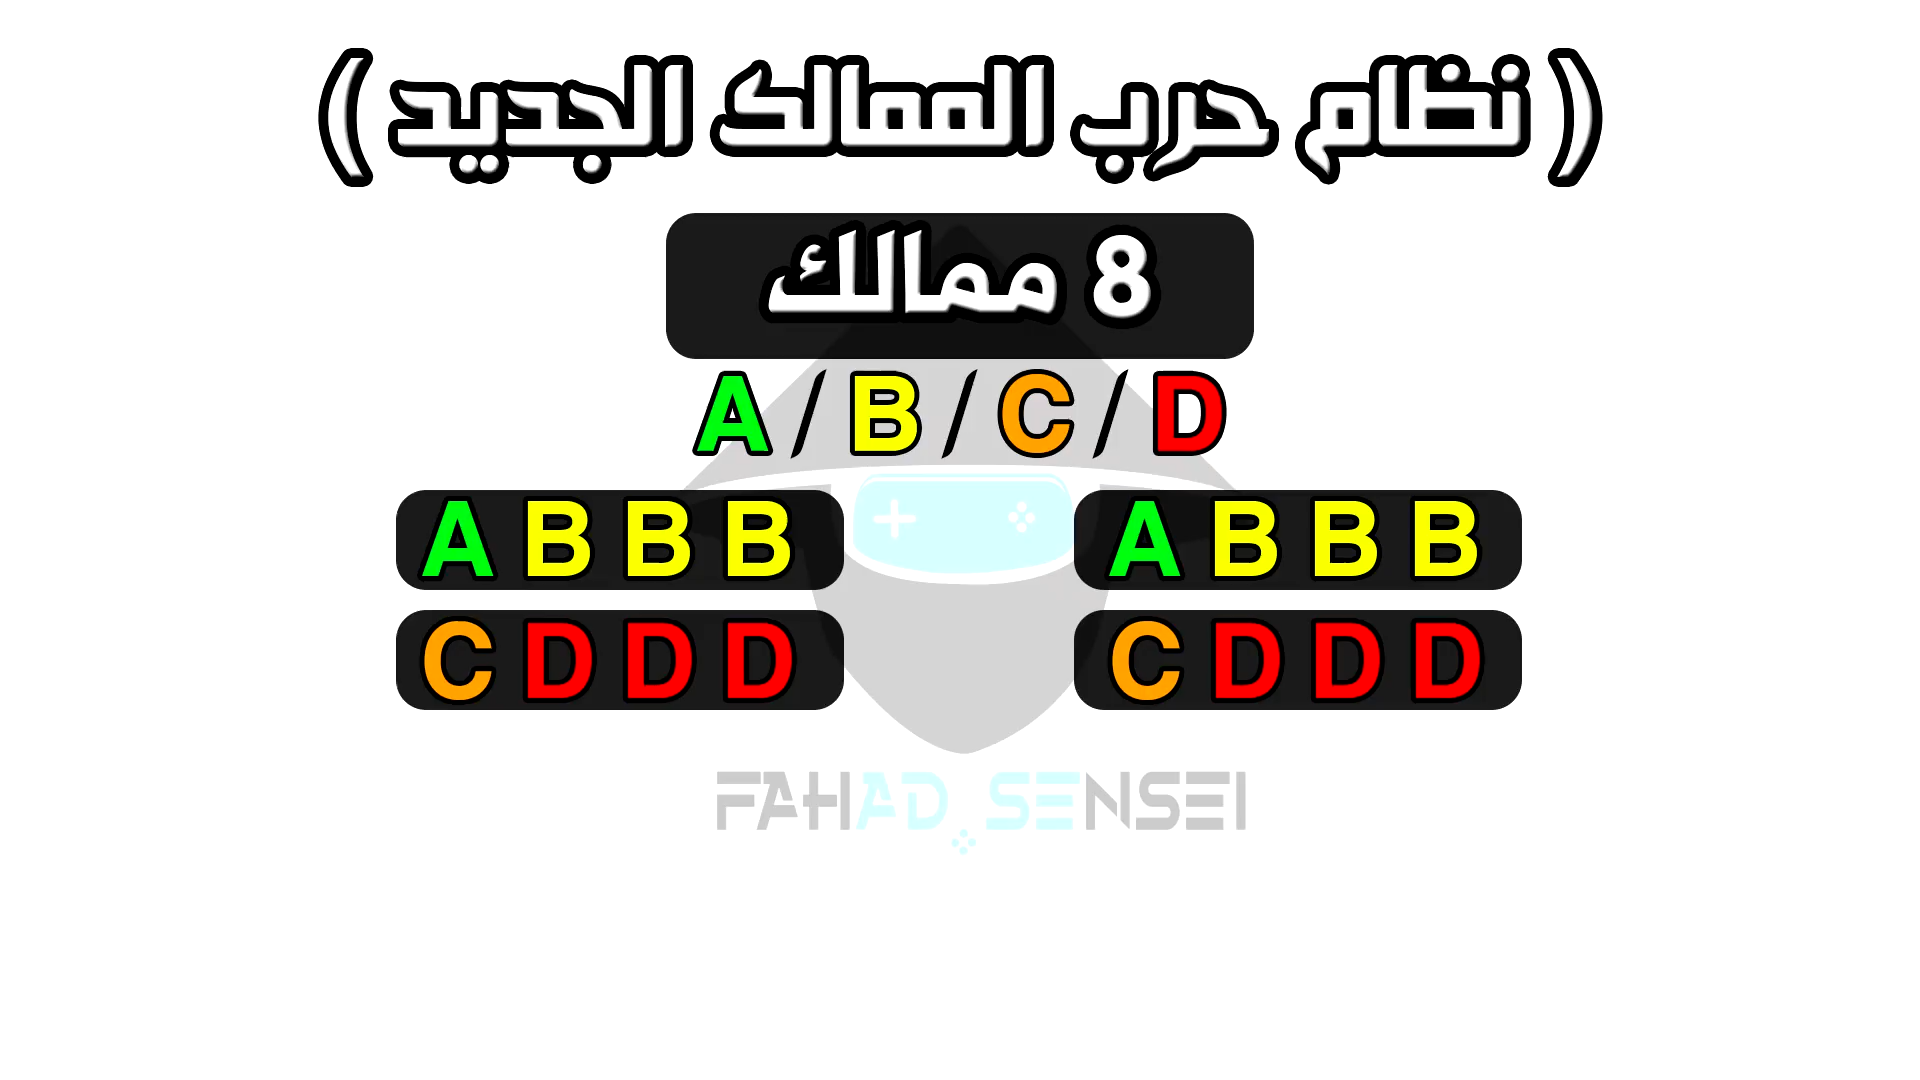 ( نظام حرب الممالك الجديد )
8 ممالك
A / B / C / D
A B B B
A B B B
C D D D
C D D D
FAHAD SENSEI